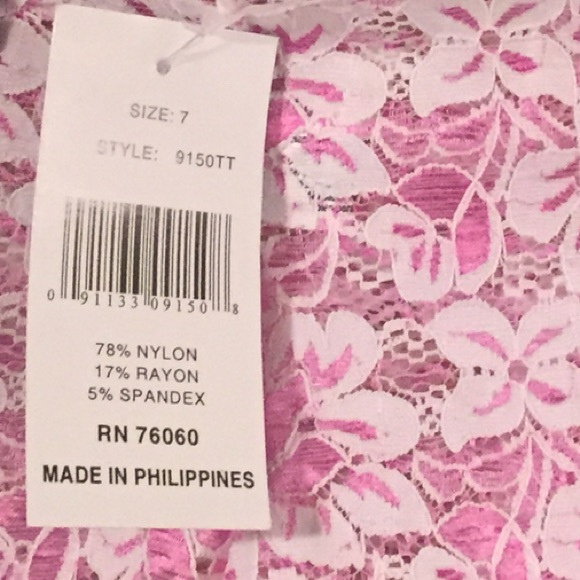 SIZE: 7
STYLE: 9150TT
0 91133 09150 8
78% NYLON
17% RAYON
5% SPANDEX
RN 76060
MADE IN PHILIPPINES